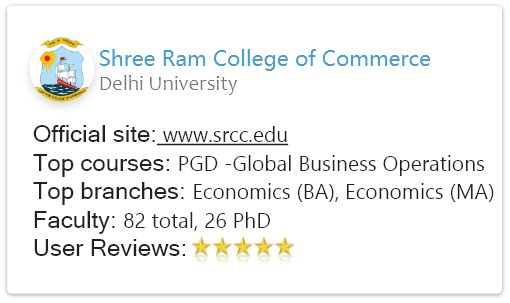 Shree Ram College of Commerce
Delhi University
Official site: www.srcc.edu
Top courses: PGD -Global Business Operations
Top branches: Economics (BA), Economics (MA)
Faculty: 82 total, 26 PhD
User Reviews: